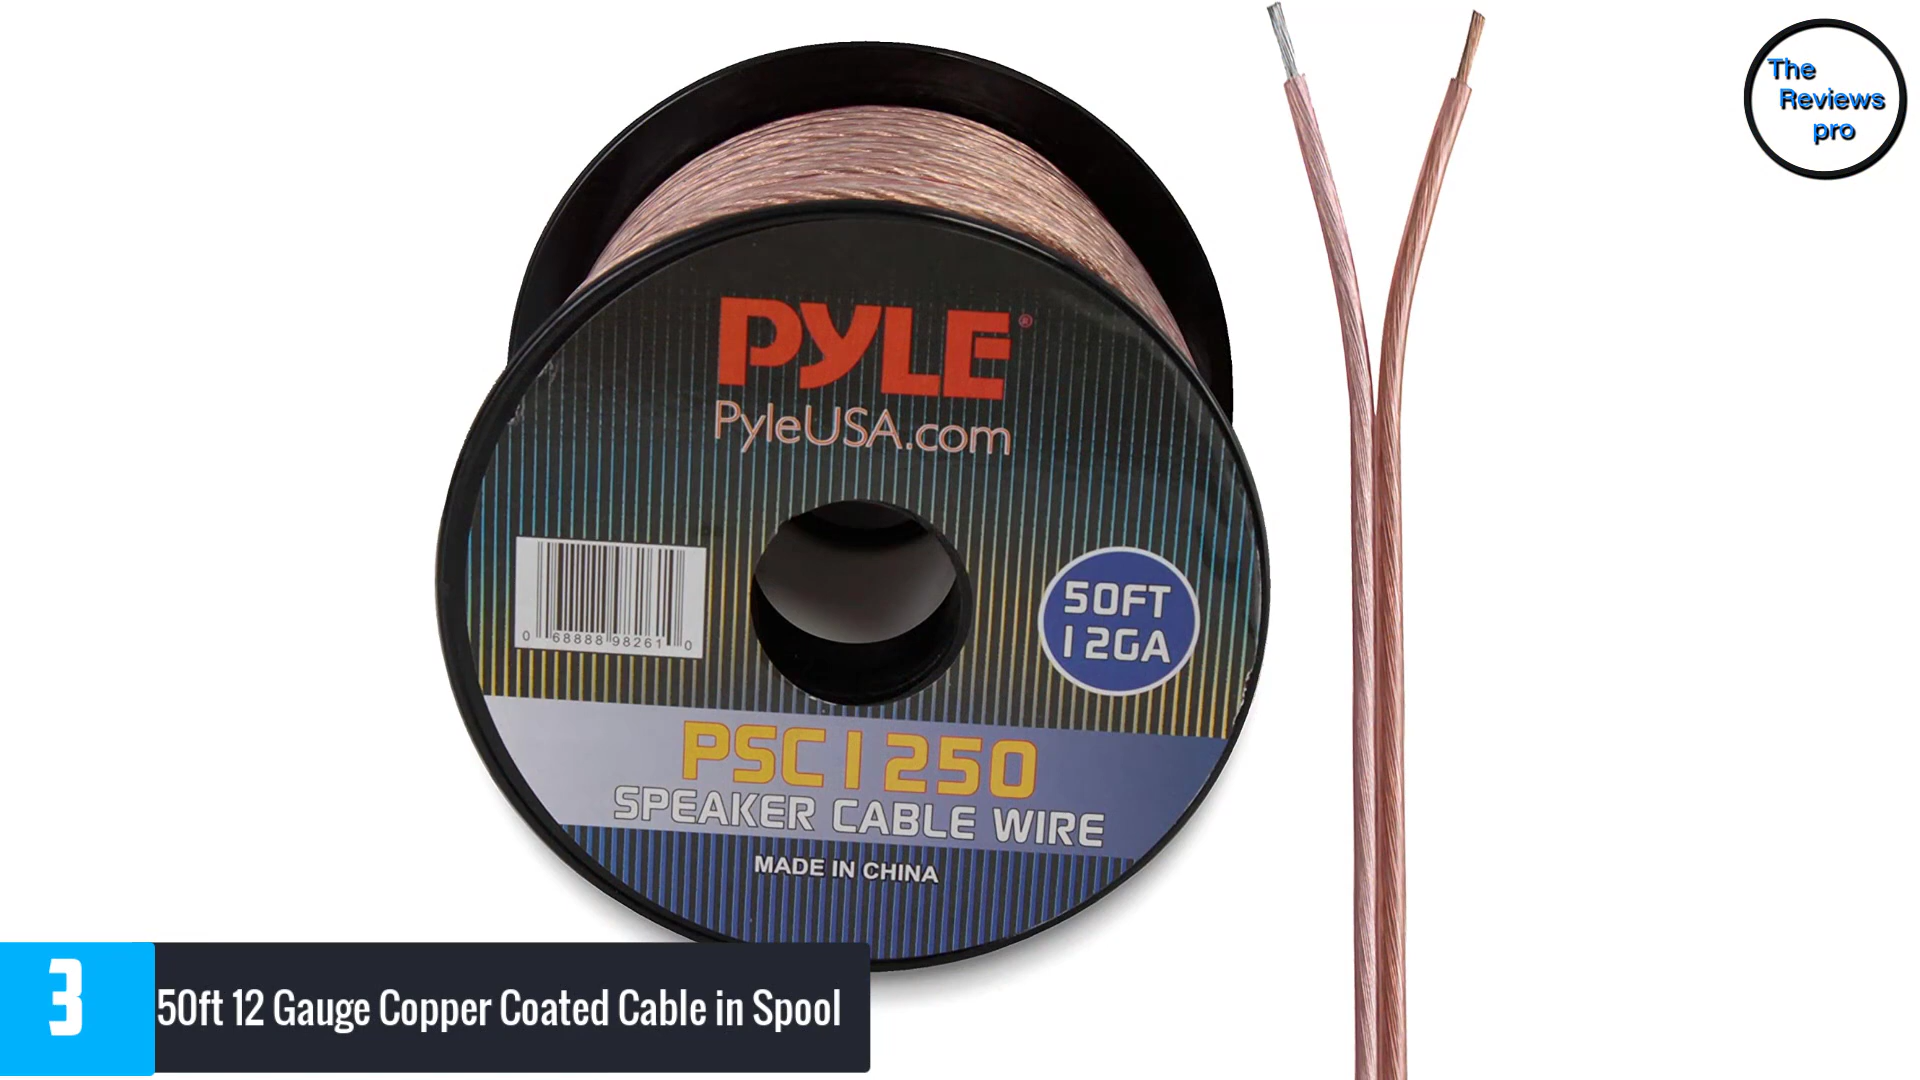 The
Reviews
pro
PYLE®
PyleUSA.com
0 68888 98261 0
50FT
12GA
PSC1250
SPEAKER CABLE WIRE
MADE IN CHINA
3
50ft 12 Gauge Copper Coated Cable in Spool